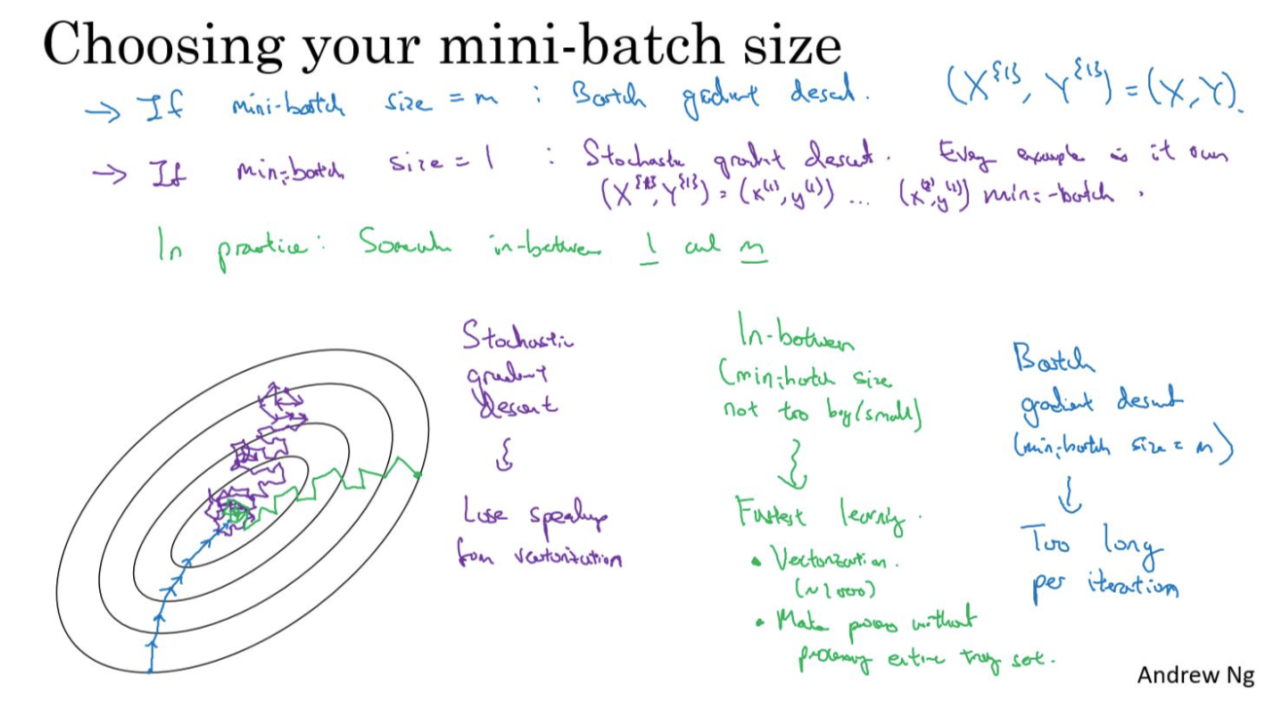 Choosing your mini-batch size
→ If mini-batch size = m : Batch gradient descent. (X^{1}, Y^{1}) = (X, Y).
→ If mini-batch size = 1 : Stochastic gradient descent. Every example is it own
(X^{1}, Y^{1}) = (x^(1), y^(1)) ... (x^(2), y^(2)) mini-batch.
In practice: Somewhere in-between 1 and m
Stochastic
gradient
descent
↓
Lose speedup
from vectorization
In-between
(mini-batch size
not too big/small)
↓
Fastest learning.
• Vectorization.
(~1000)
• Make progress without
processing entire training set.
Batch
gradient descent
(mini-batch size = m)
↓
Too long
per iteration
Andrew Ng